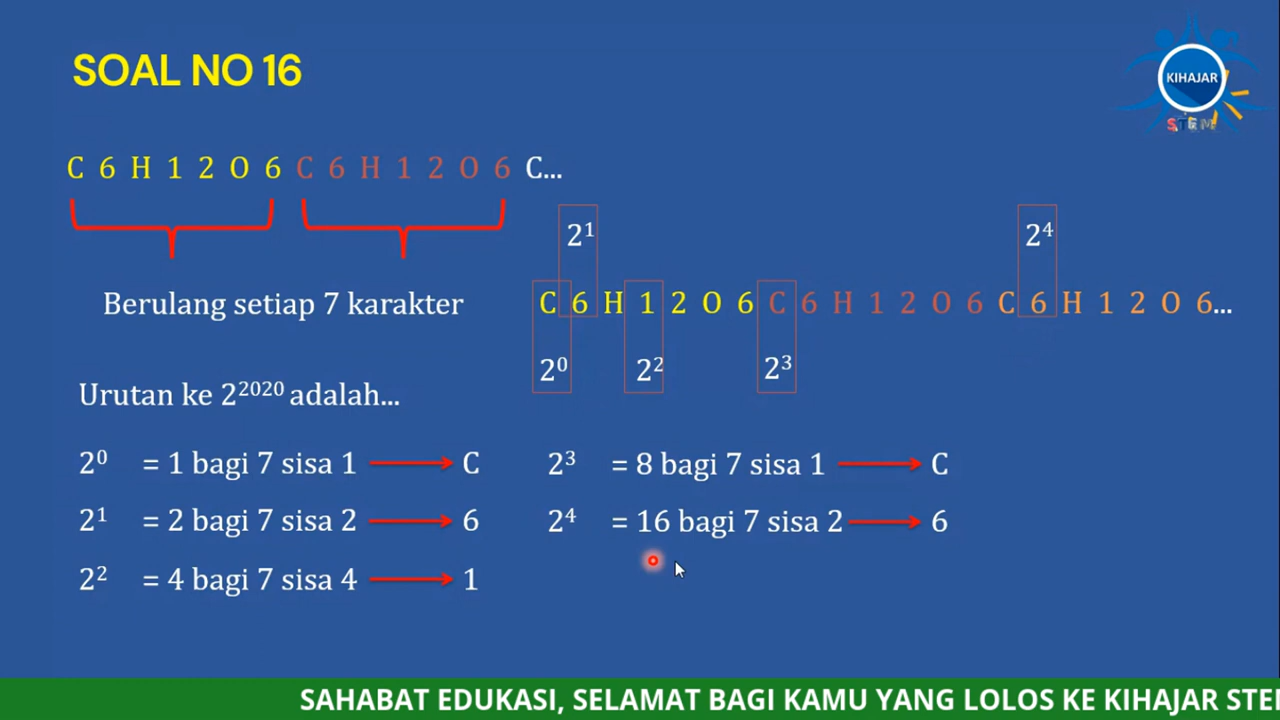 SOAL NO 16
KIHAJAR
STEM
C 6 H 1 2 O 6 C 6 H 1 2 O 6 C...
Berulang setiap 7 karakter
2¹ 2⁴
C 6 H 1 2 O 6 C 6 H 1 2 O 6 C 6 H 1 2 O 6...
2⁰ 2² 2³
Urutan ke 2²⁰²⁰ adalah...
2⁰ = 1 bagi 7 sisa 1 → C
2¹ = 2 bagi 7 sisa 2 → 6
2² = 4 bagi 7 sisa 4 → 1
2³ = 8 bagi 7 sisa 1 → C
2⁴ = 16 bagi 7 sisa 2 → 6
SAHABAT EDUKASI, SELAMAT BAGI KAMU YANG LOLOS KE KIHAJAR STE